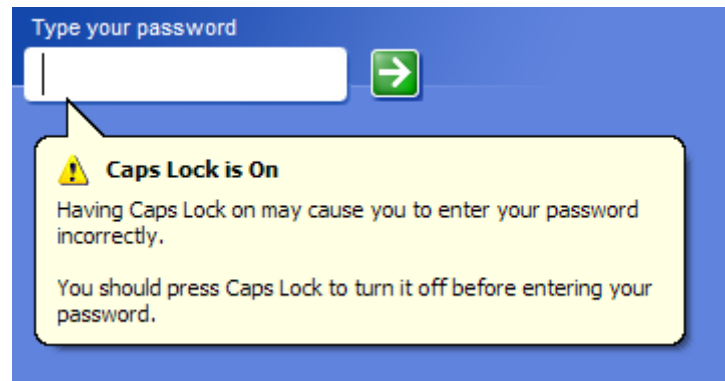 Type your password
Caps Lock is On
Having Caps Lock on may cause you to enter your password
incorrectly.
You should press Caps Lock to turn it off before entering your
password.